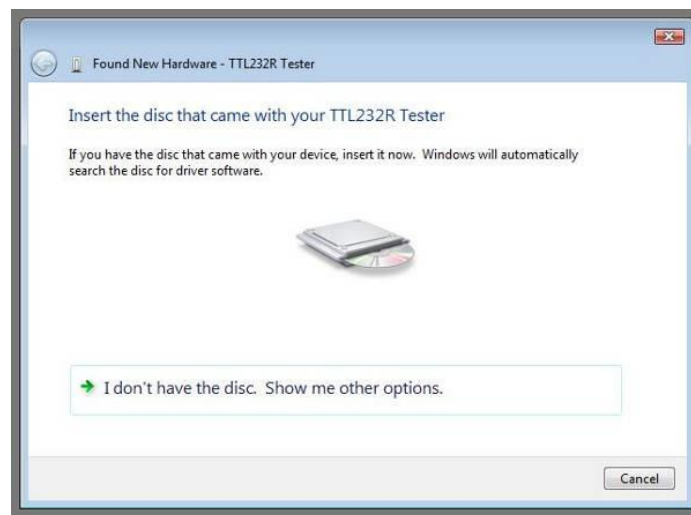 Found New Hardware - TTL232R Tester
Insert the disc that came with your TTL232R Tester
If you have the disc that came with your device, insert it now.  Windows will automatically
search the disc for driver software.
I don't have the disc.  Show me other options.
Cancel